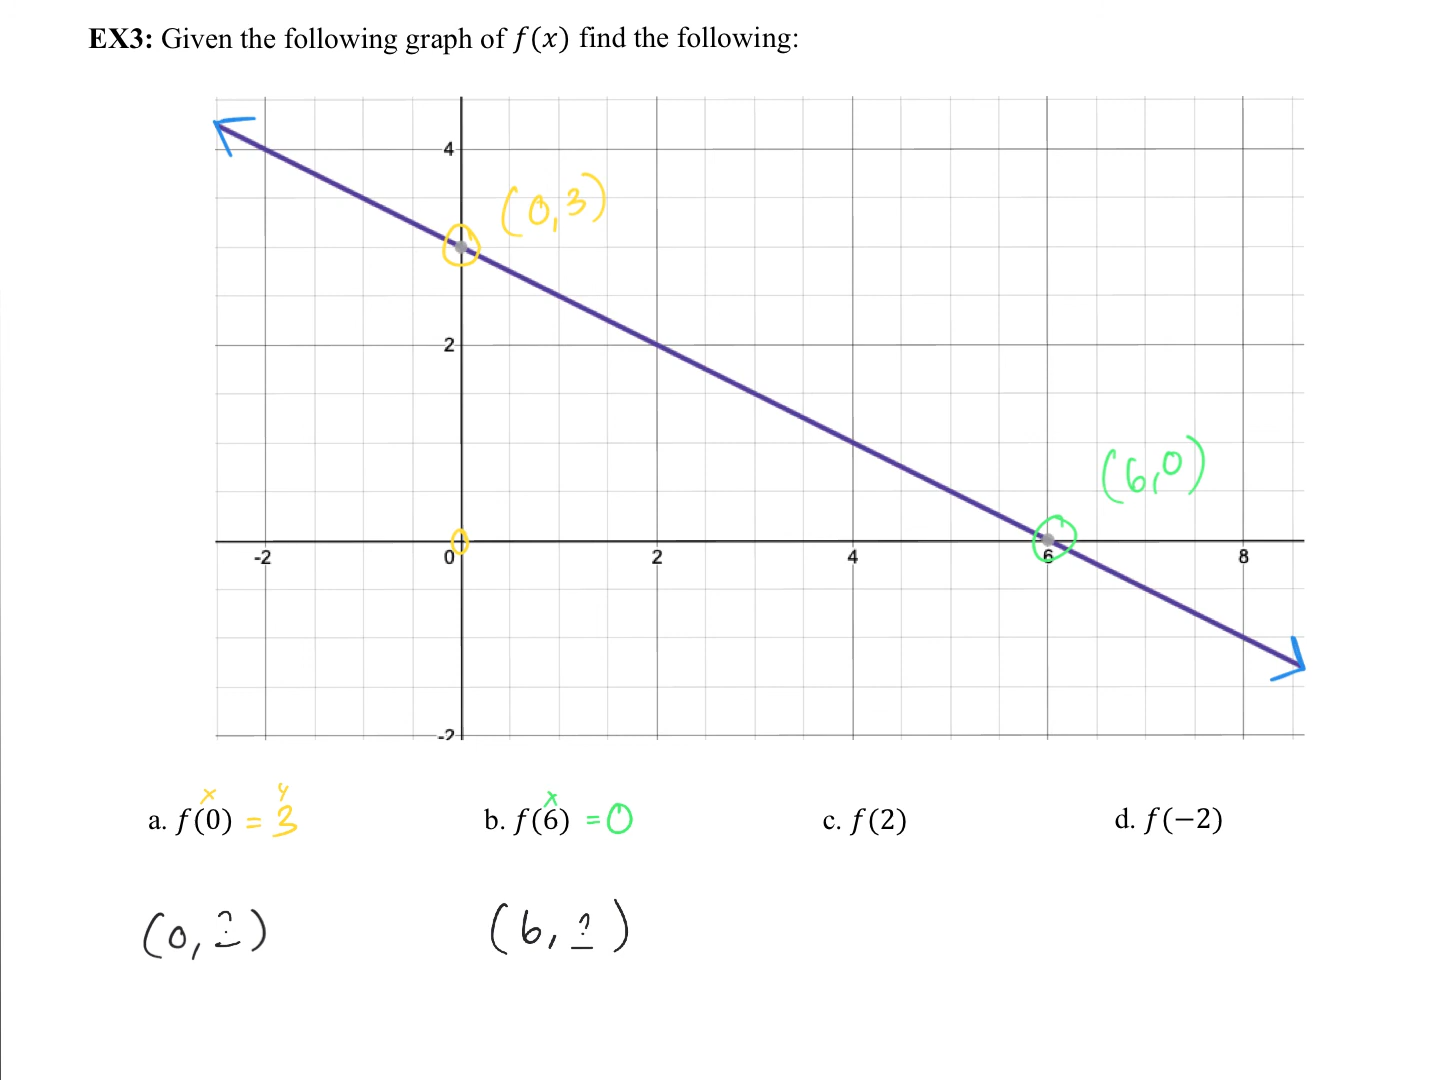 EX3: Given the following graph of f(x) find the following:
4
(0,3)
2
(6,0)
-2 0 2 4 6 8
-2
x y x
a. f(0) = 3 b. f(6) = 0 c. f(2) d. f(−2)
(0, ?) (6, ?)